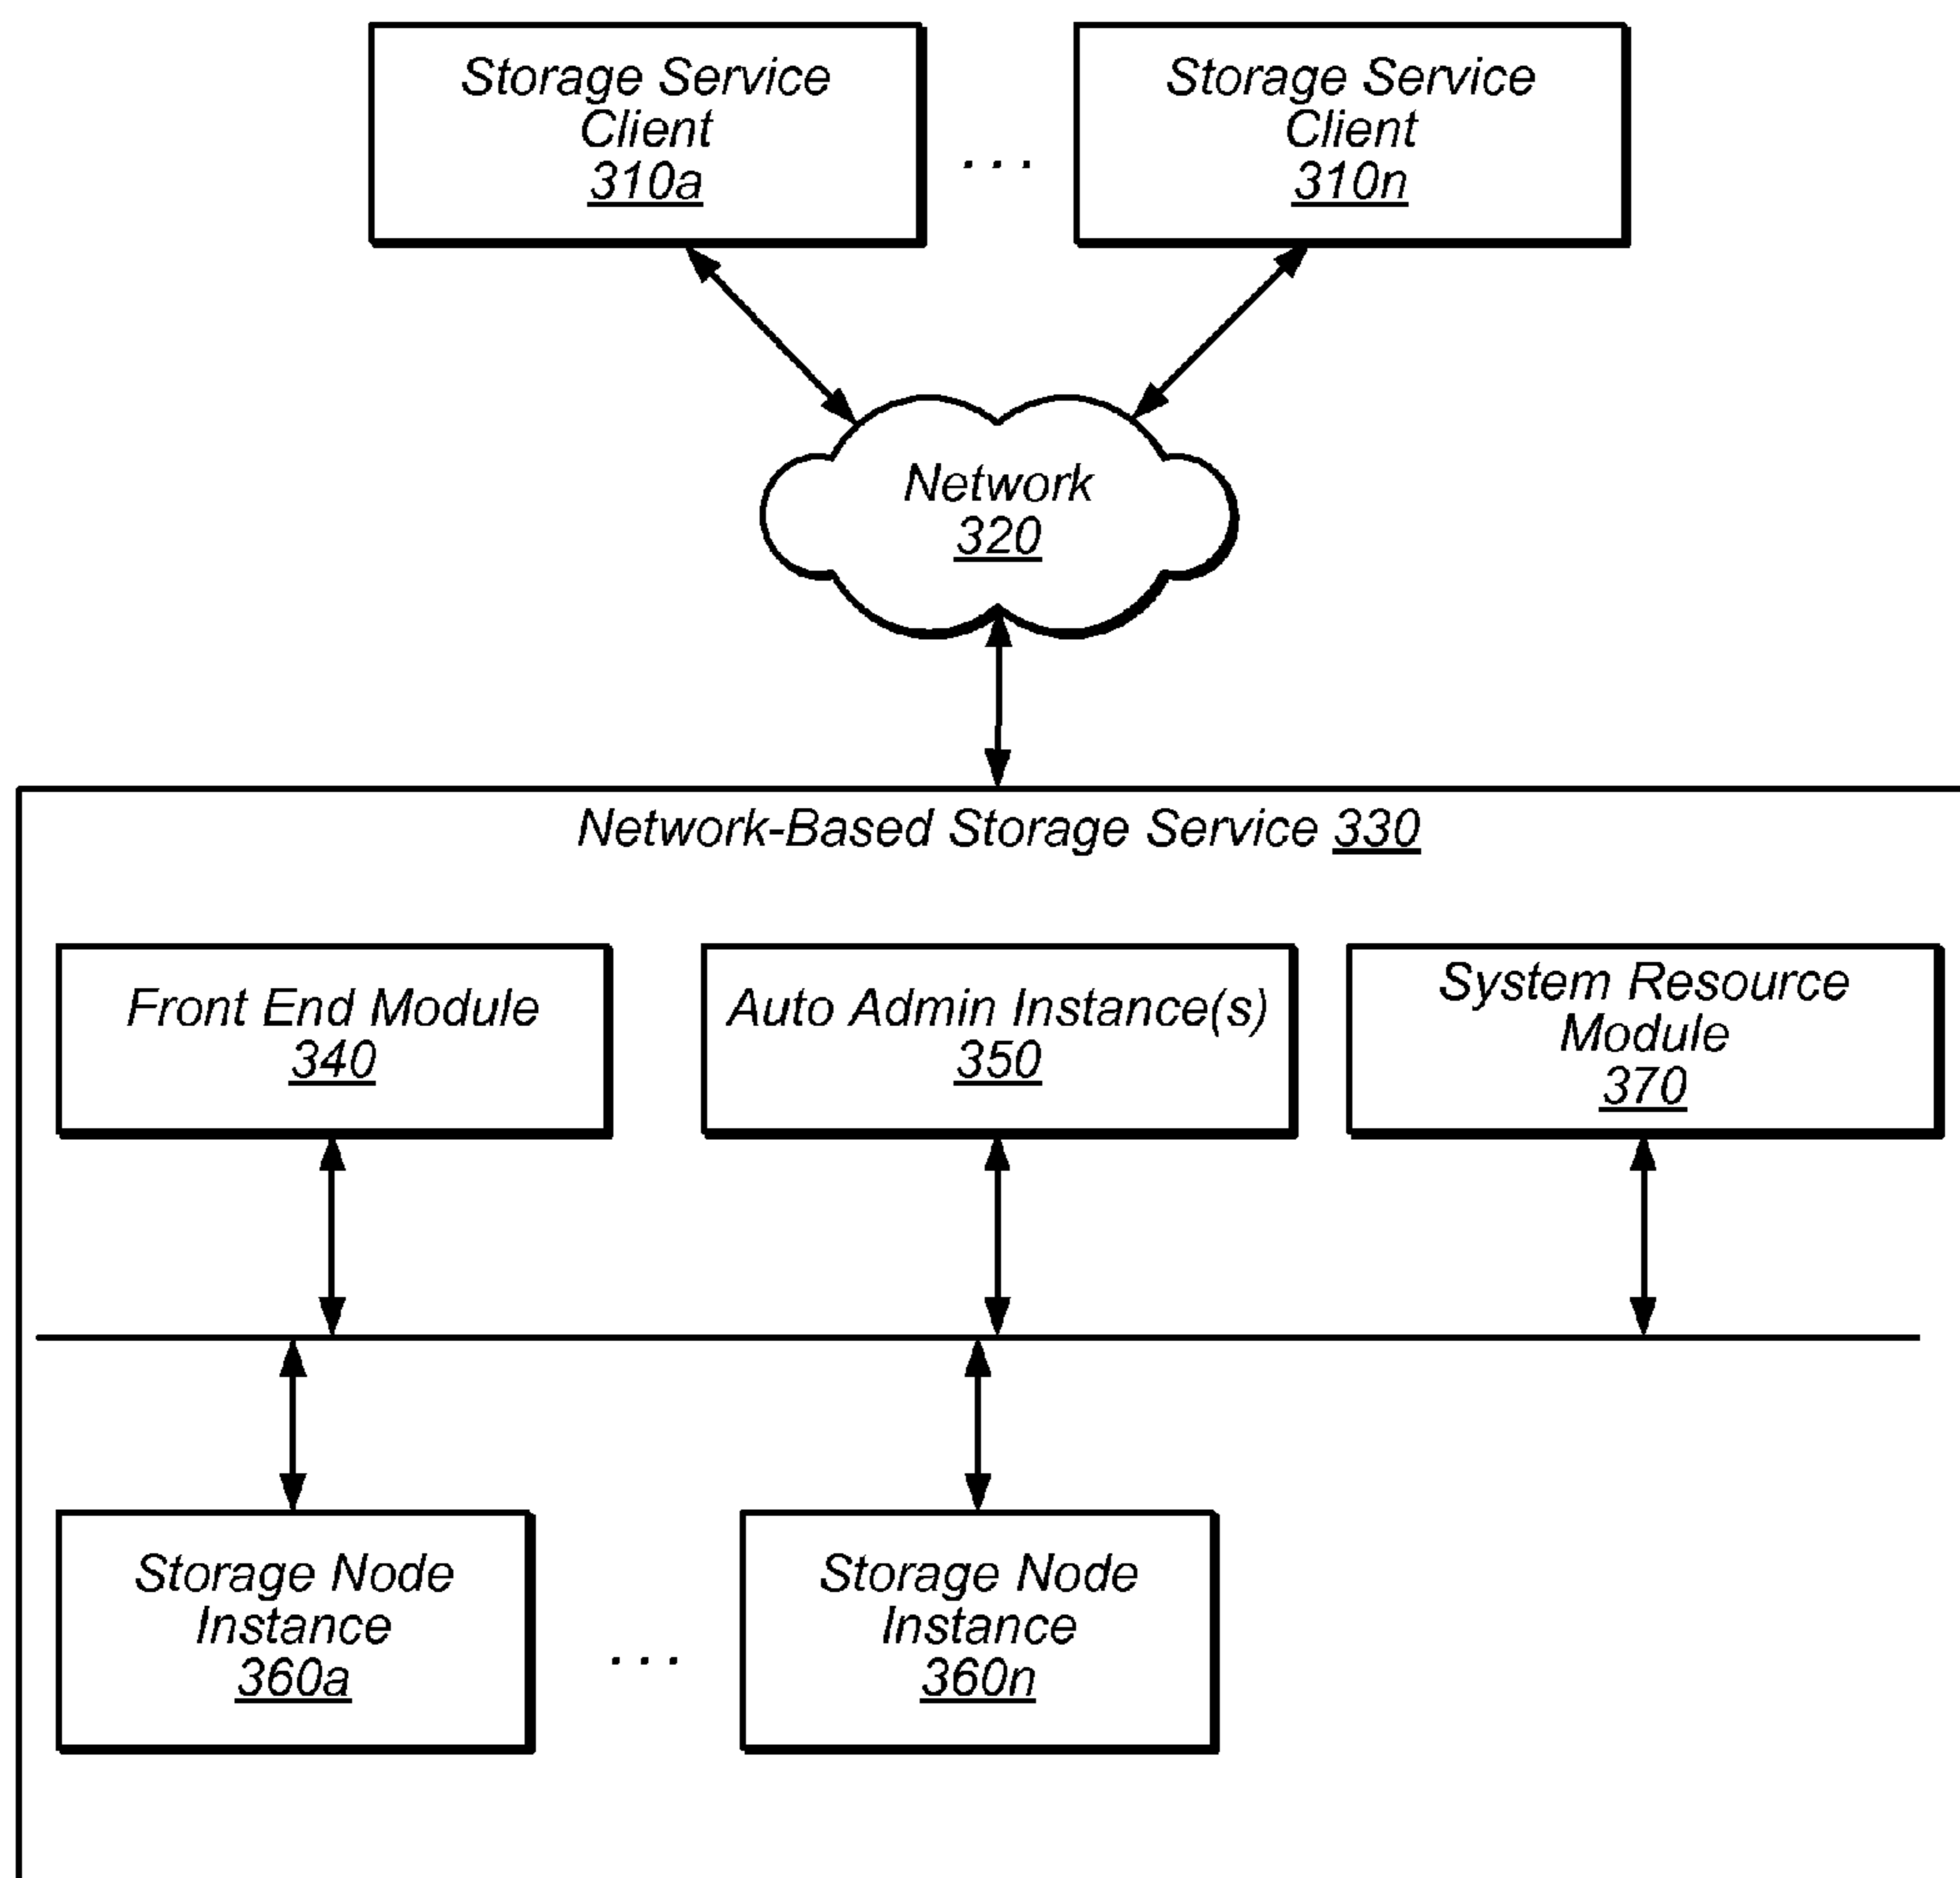 Storage Service
Client
310a
. . .
Storage Service
Client
310n
Network
320
Network-Based Storage Service 330
Front End Module
340
Auto Admin Instance(s)
350
System Resource
Module
370
Storage Node
Instance
360a
. . .
Storage Node
Instance
360n